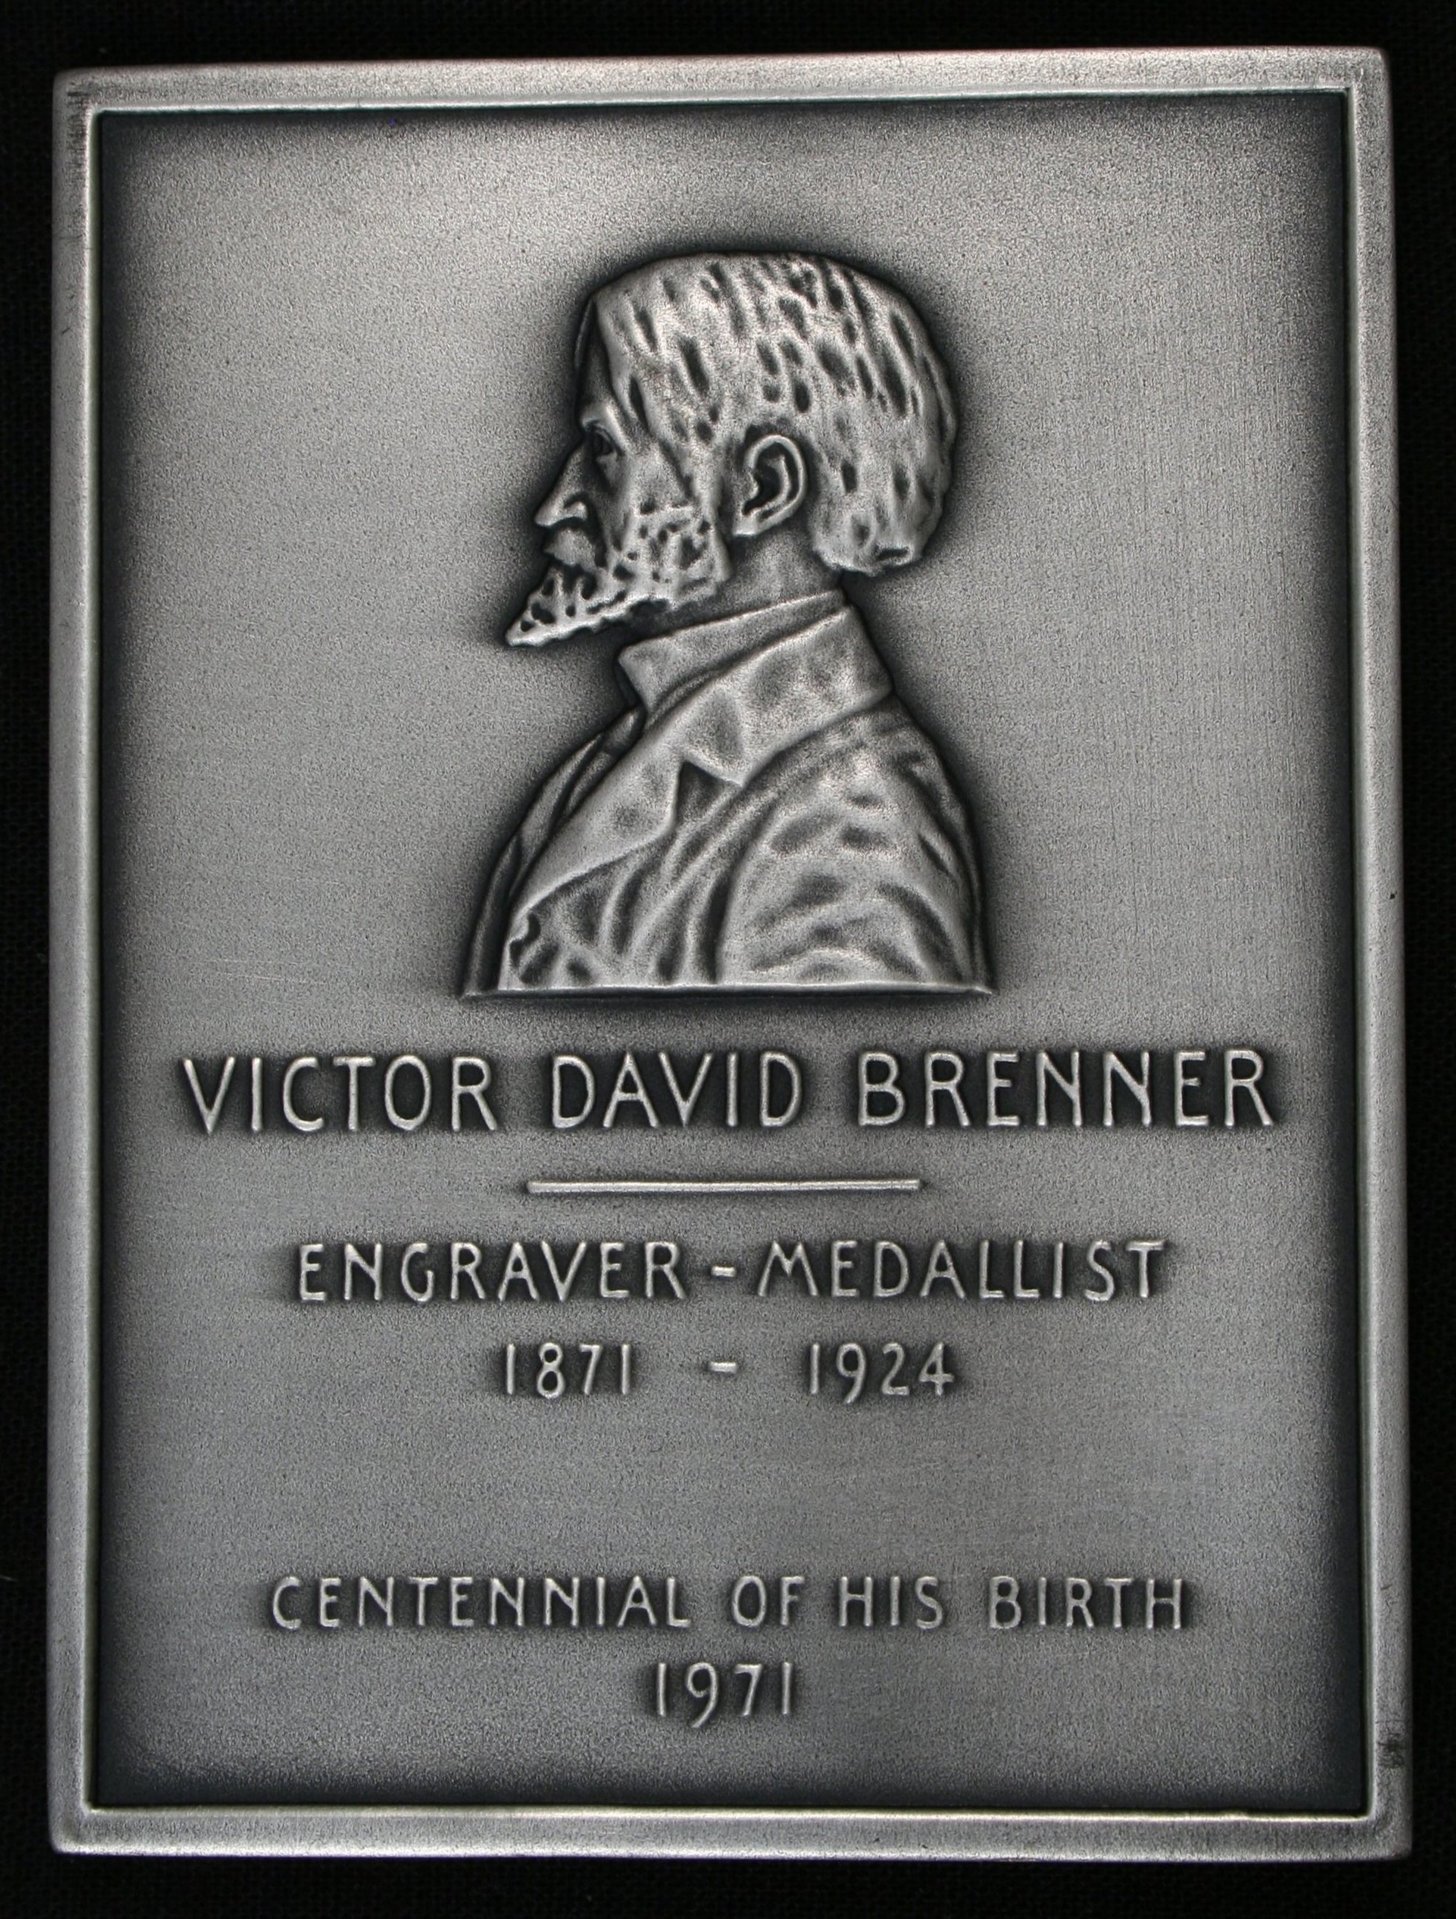 VICTOR DAVID BRENNER
ENGRAVER - MEDALLIST
1871 - 1924
CENTENNIAL OF HIS BIRTH
1971